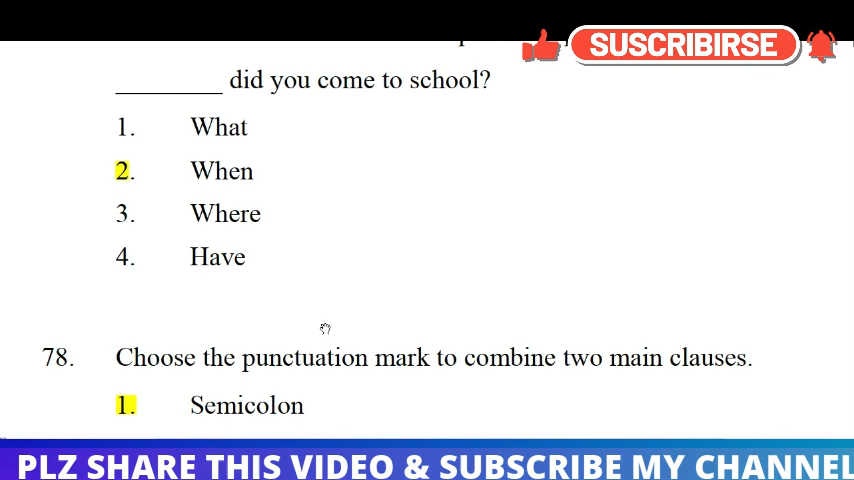 SUSCRIBIRSE
________ did you come to school?
1. What
2. When
3. Where
4. Have
78. Choose the punctuation mark to combine two main clauses.
1. Semicolon
PLZ SHARE THIS VIDEO & SUBSCRIBE MY CHANNEL